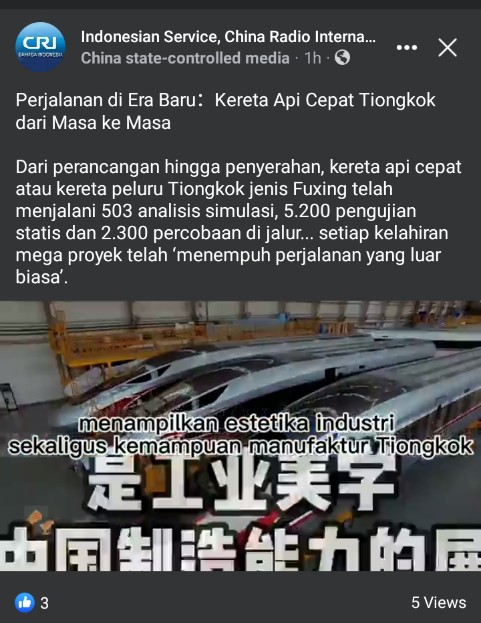 CRI
BAHASA INDONESIA
Indonesian Service, China Radio Interna...
China state-controlled media · 1h ·
Perjalanan di Era Baru：Kereta Api Cepat Tiongkok
dari Masa ke Masa
Dari perancangan hingga penyerahan, kereta api cepat
atau kereta peluru Tiongkok jenis Fuxing telah
menjalani 503 analisis simulasi, 5.200 pengujian
statis dan 2.300 percobaan di jalur... setiap kelahiran
mega proyek telah ‘menempuh perjalanan yang luar
biasa’.
menampilkan estetika industri
sekaligus kemampuan manufaktur Tiongkok
是工业美学
中国制造能力的展
3
5 Views